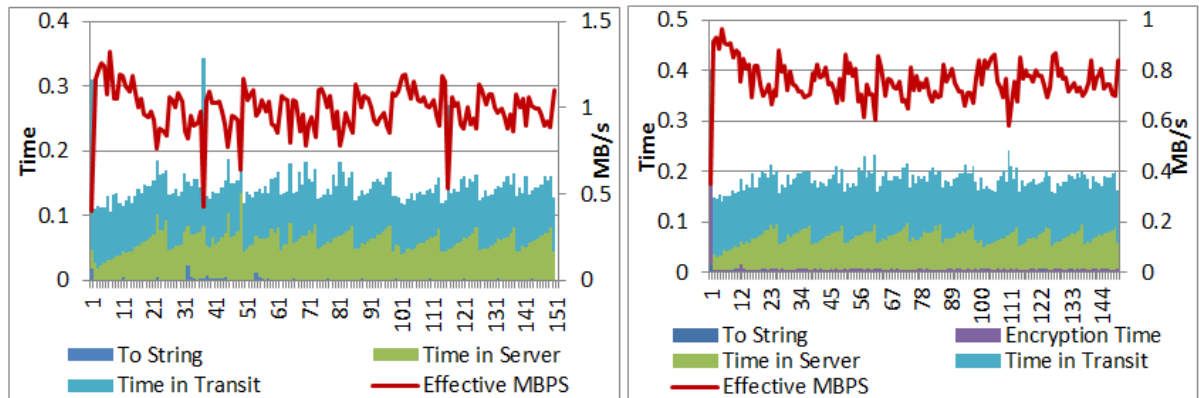 0.4
0.3
0.2
0.1
0
Time
1.5
1
0.5
0
MB/s
1 11 21 31 41 51 61 71 81 91 101 111 121 131 141 151
To String
Time in Server
Time in Transit
Effective MBPS
0.5
0.4
0.3
0.2
0.1
0
Time
1
0.8
0.6
0.4
0.2
0
MB/s
1 12 23 34 45 56 67 78 89 100 111 122 133 144
To String
Encryption Time
Time in Server
Time in Transit
Effective MBPS